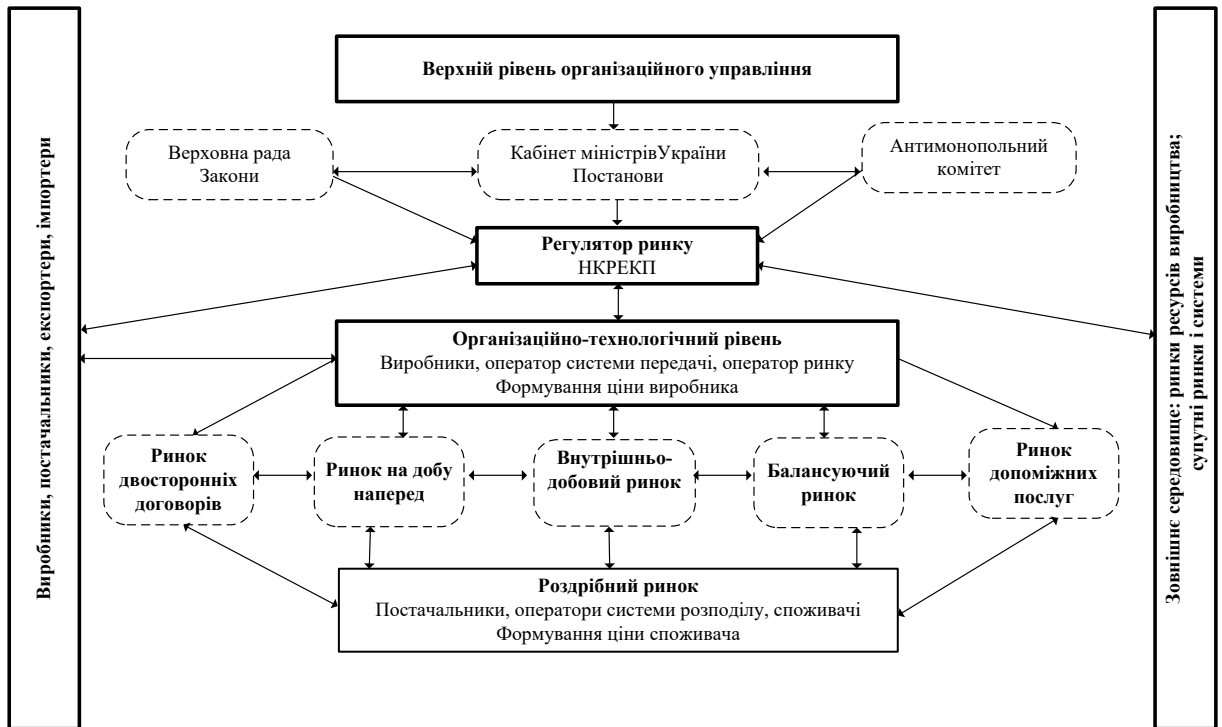 Виробники, постачальники, експортери, імпортери
Верхній рівень організаційного управління
Верховна рада
Закони
Кабінет міністрівУкраїни
Постанови
Антимонопольний
комітет
Регулятор ринку
НКРЕКП
Організаційно-технологічний рівень
Виробники, оператор системи передачі, оператор ринку
Формування ціни виробника
Ринок
двосторонніх
договорів
Ринок на добу
наперед
Внутрішньо-
добовий ринок
Балансуючий
ринок
Ринок
допоміжних
послуг
Роздрібний ринок
Постачальники, оператори системи розподілу, споживачі
Формування ціни споживача
Зовнішнє середовище: ринки ресурсів виробництва;
супутні ринки і системи